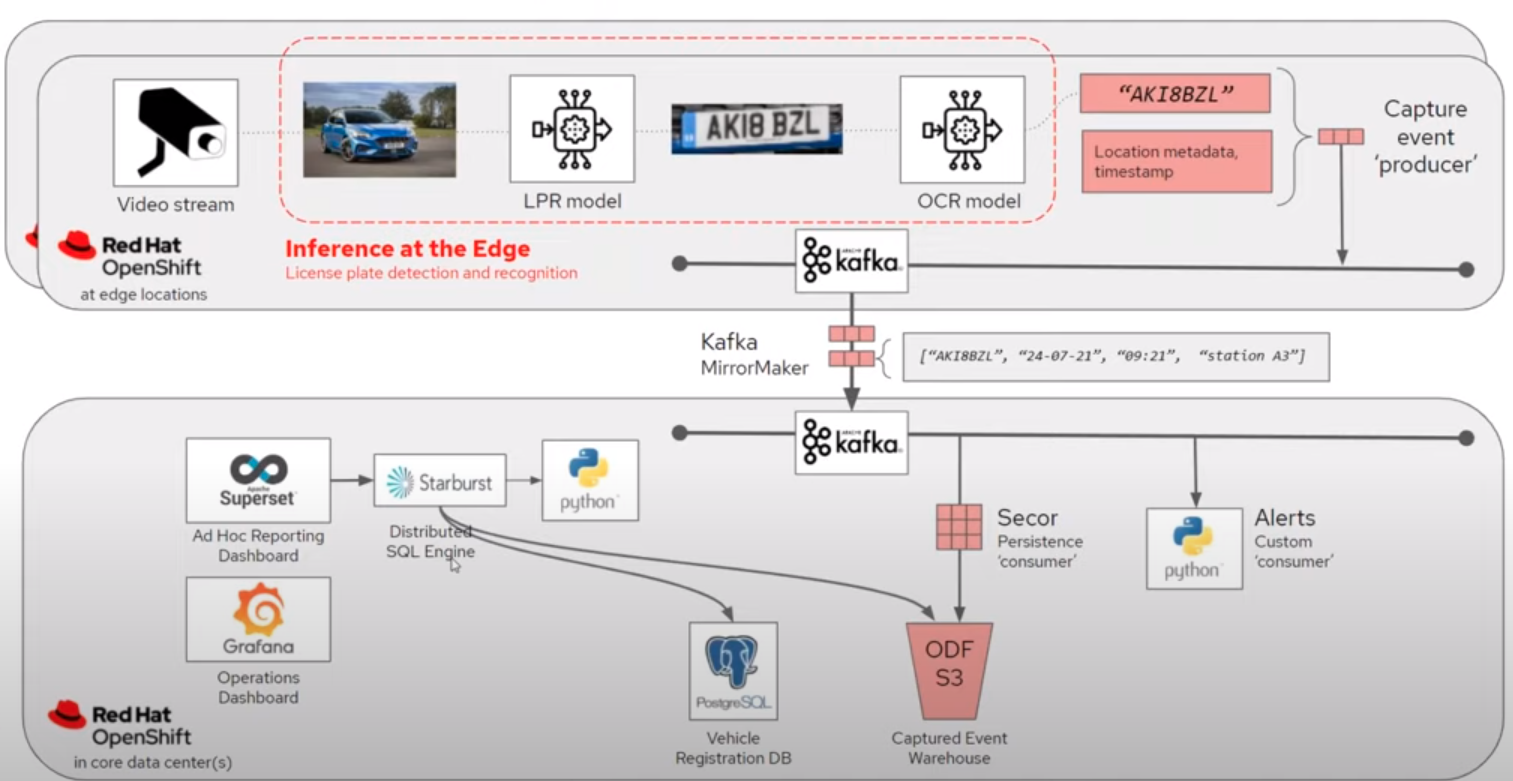 Video stream
LPR model
AK18 BZL
OCR model
“AKI8BZL”
Location metadata,
timestamp
Capture
event
‘producer’
Red Hat
OpenShift
at edge locations
Inference at the Edge
License plate detection and recognition
APACHE
kafka
Kafka
MirrorMaker
[“AKI8BZL”, “24-07-21”, “09:21”, “station A3”]
APACHE
kafka
Apache
Superset
Ad Hoc Reporting
Dashboard
Starburst
Distributed
SQL Engine
python
Secor
Persistence
‘consumer’
python
Alerts
Custom
‘consumer’
Grafana
Operations
Dashboard
PostgreSQL
Vehicle
Registration DB
ODF
S3
Captured Event
Warehouse
Red Hat
OpenShift
in core data center(s)